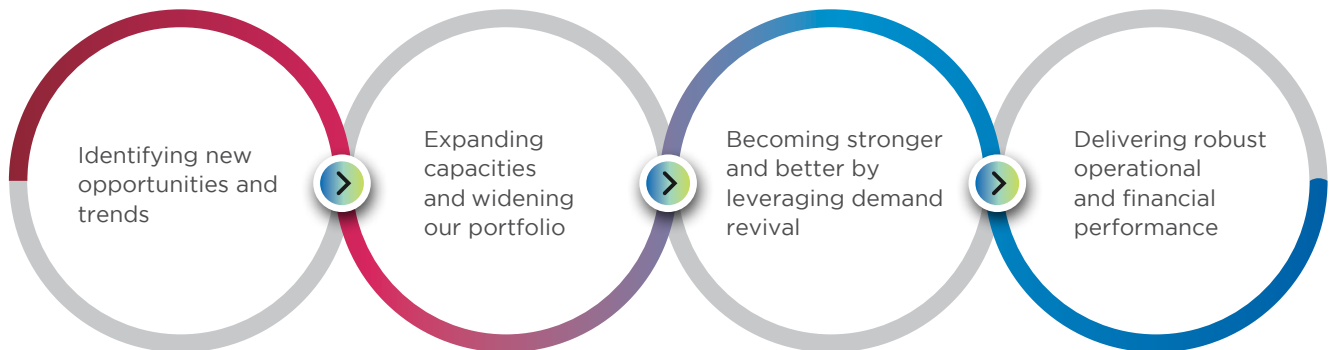 Identifying new
opportunities and
trends
Expanding
capacities
and widening
our portfolio
Becoming stronger
and better by
leveraging demand
revival
Delivering robust
operational
and financial
performance